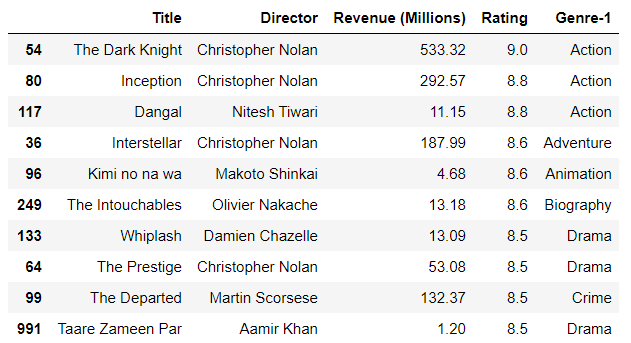 Title Director Revenue (Millions) Rating Genre-1
54 The Dark Knight Christopher Nolan 533.32 9.0 Action
80 Inception Christopher Nolan 292.57 8.8 Action
117 Dangal Nitesh Tiwari 11.15 8.8 Action
36 Interstellar Christopher Nolan 187.99 8.6 Adventure
96 Kimi no na wa Makoto Shinkai 4.68 8.6 Animation
249 The Intouchables Olivier Nakache 13.18 8.6 Biography
133 Whiplash Damien Chazelle 13.09 8.5 Drama
64 The Prestige Christopher Nolan 53.08 8.5 Drama
99 The Departed Martin Scorsese 132.37 8.5 Crime
991 Taare Zameen Par Aamir Khan 1.20 8.5 Drama